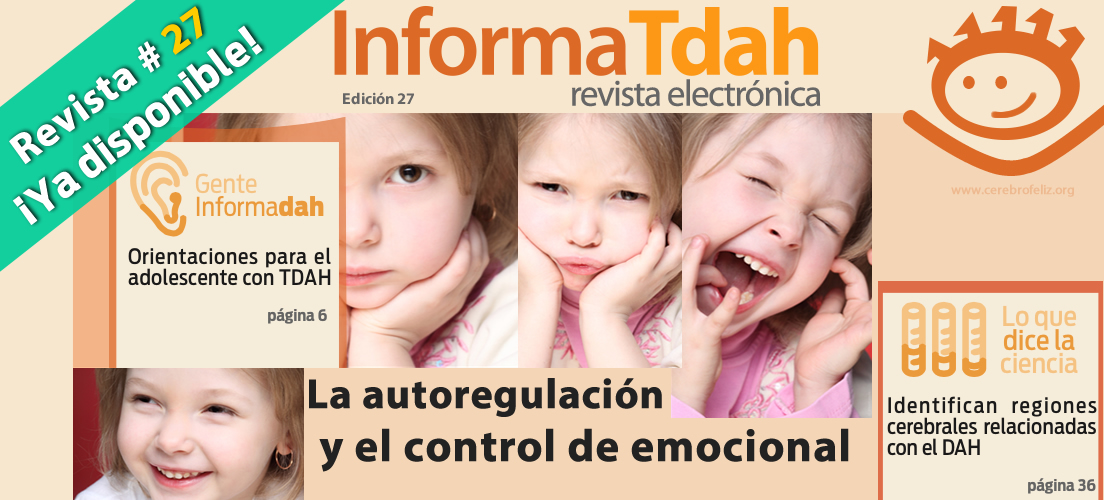 Revista # 27
¡Ya disponible!
InformaTdah
Edición 27
revista electrónica
www.cerebrofeliz.org
Gente
Informadah
Orientaciones para el
adolescente con TDAH
página 6
La autoregulación
y el control de emocional
Lo que
dice la
ciencia
Identifican regiones
cerebrales relacionadas
con el DAH
página 36